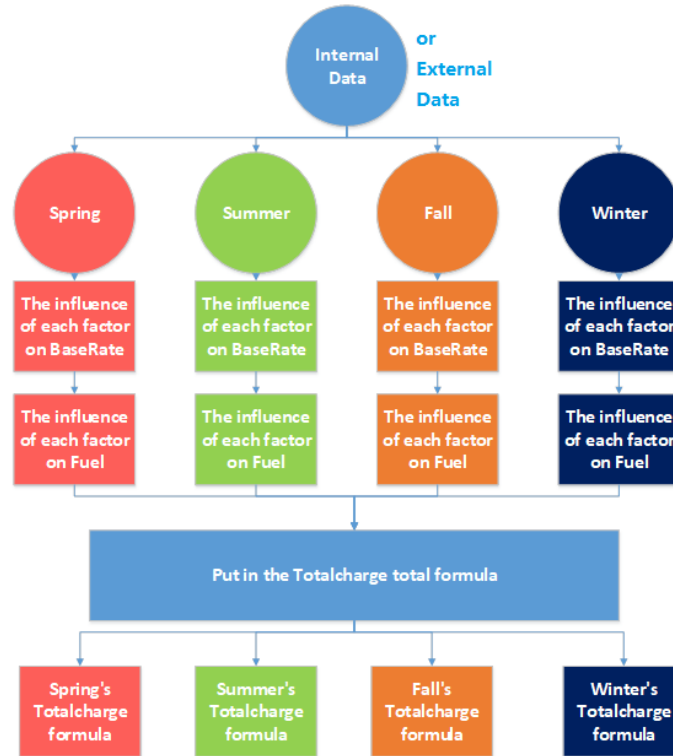 Internal
Data
or
External
Data
Spring
Summer
Fall
Winter
The influence
of each factor
on BaseRate
The influence
of each factor
on BaseRate
The influence
of each factor
on BaseRate
The influence
of each factor
on BaseRate
The influence
of each factor
on Fuel
The influence
of each factor
on Fuel
The influence
of each factor
on Fuel
The influence
of each factor
on Fuel
Put in the Totalcharge total formula
Spring's
Totalcharge
formula
Summer's
Totalcharge
formula
Fall's
Totalcharge
formula
Winter's
Totalcharge
formula